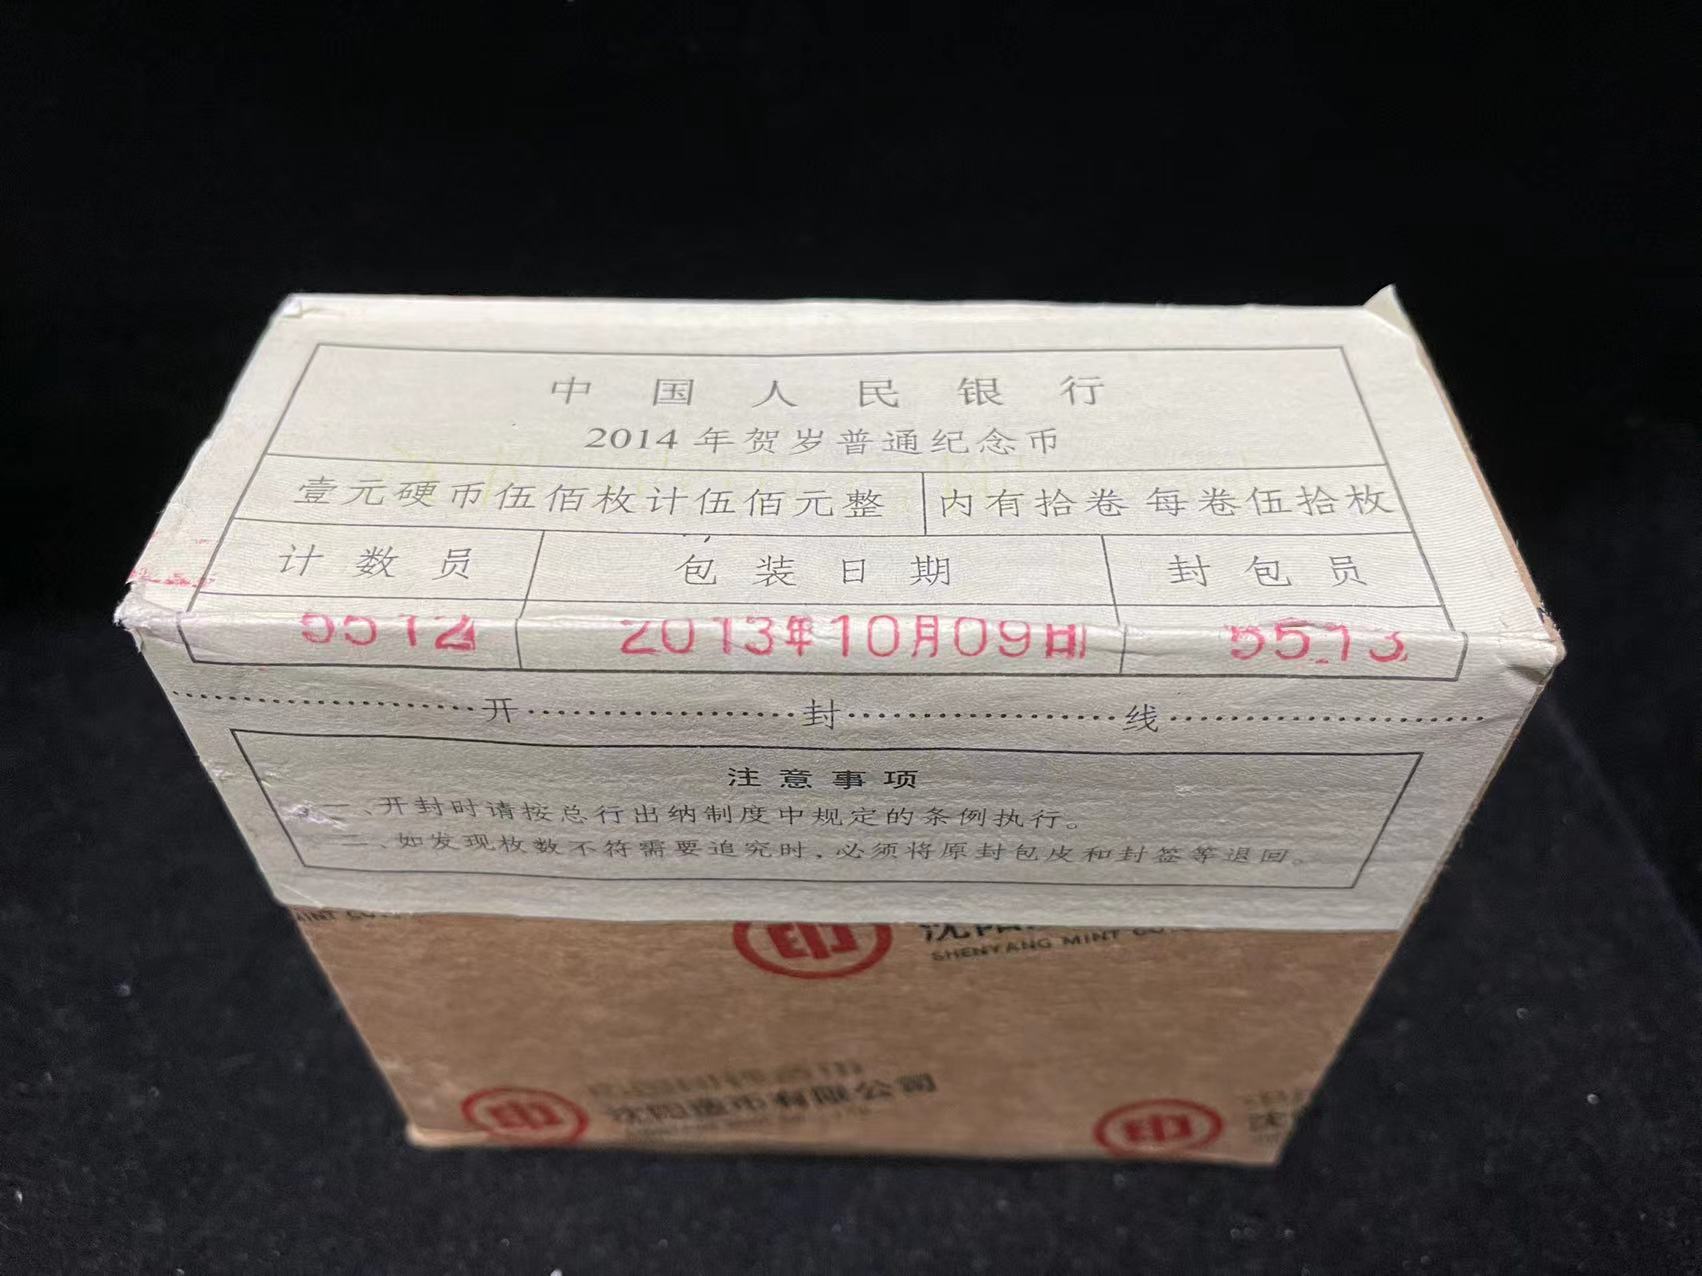 中国人民银行
2014年贺岁普通纪念币
壹元硬币伍佰枚计伍佰元整 内有拾卷 每卷伍拾枚
计数员 包装日期 封包员
5512 2013年10月09日 5513
开封线
注意事项
一、开封时请按总行出纳制度中规定的条例执行。
二、如发现枚数不符需要追究时，必须将原封包皮和封签等退回。
SHENYANG MINT
沈阳造币有限公司